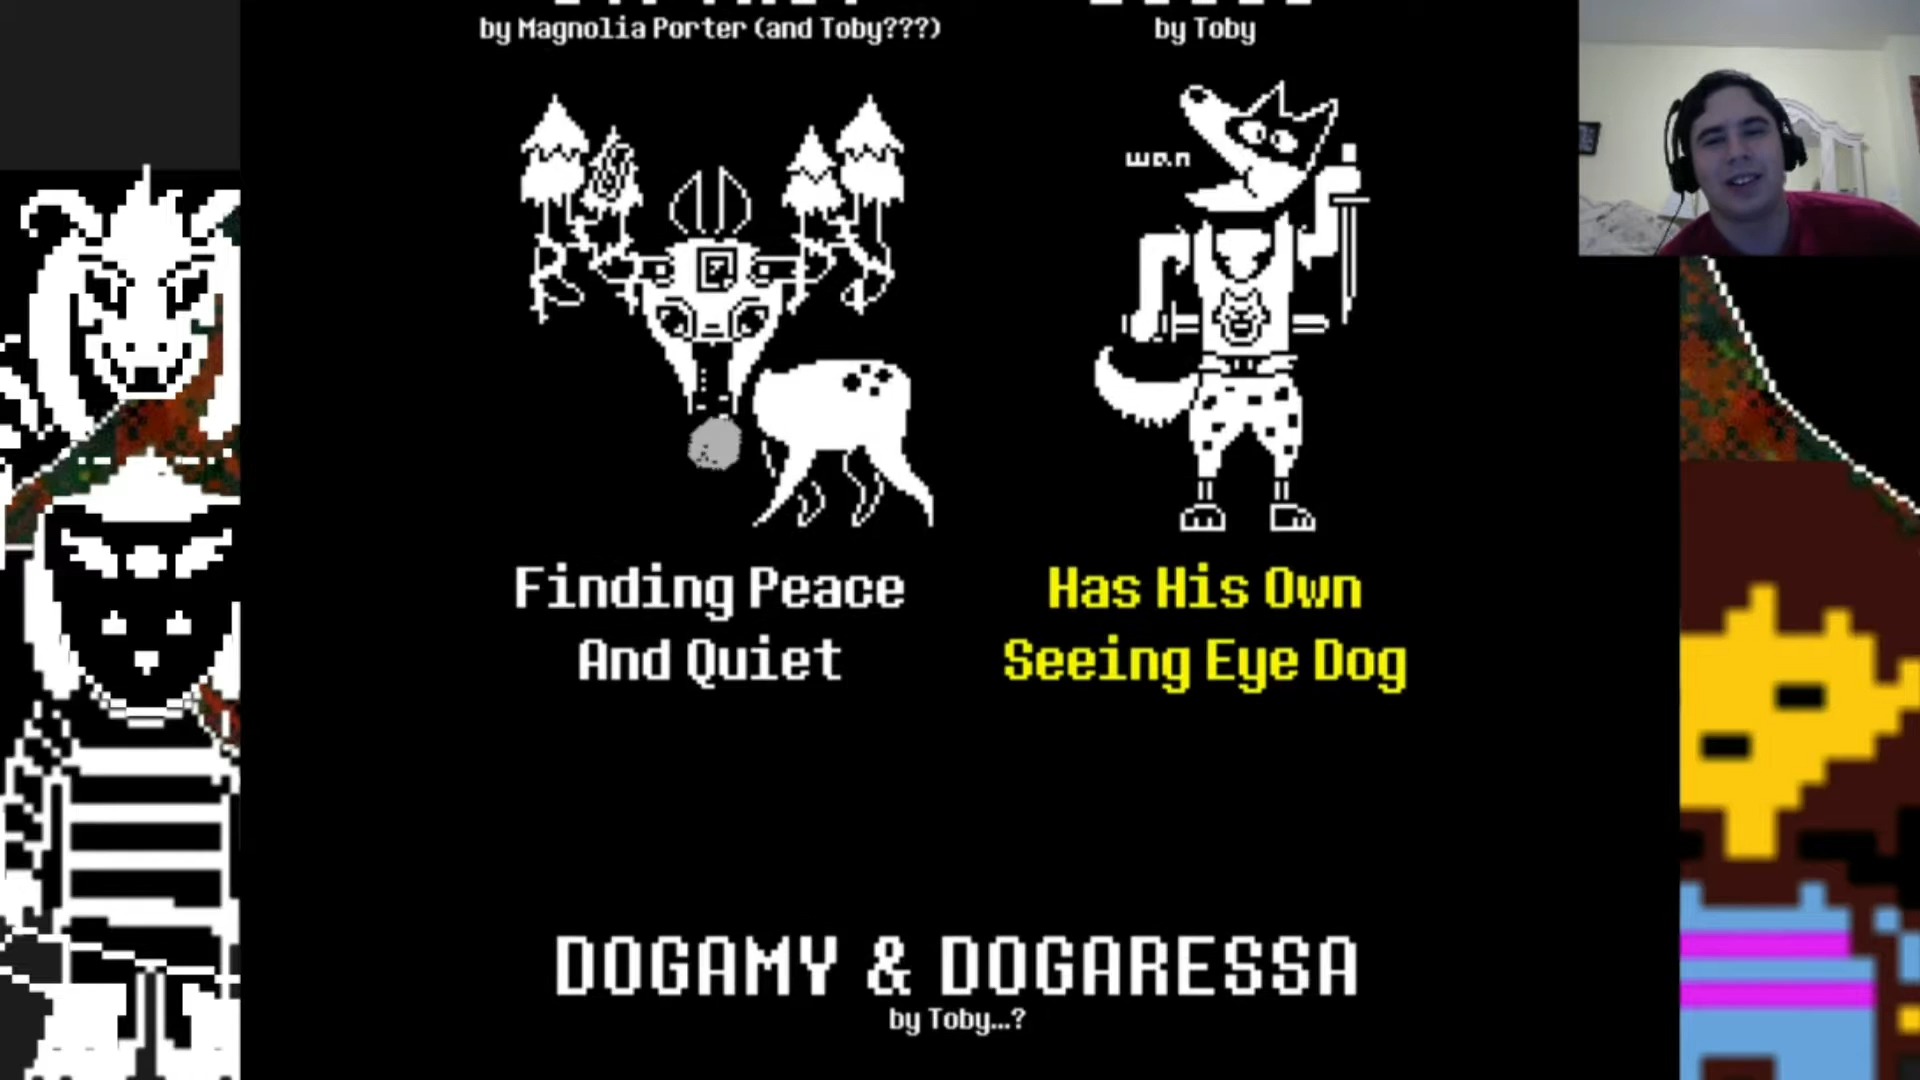 by Magnolia Porter (and Toby???)
by Toby
wan
Finding Peace
And Quiet
Has His Own
Seeing Eye Dog
DOGAMY & DOGARESSA
by Toby...?